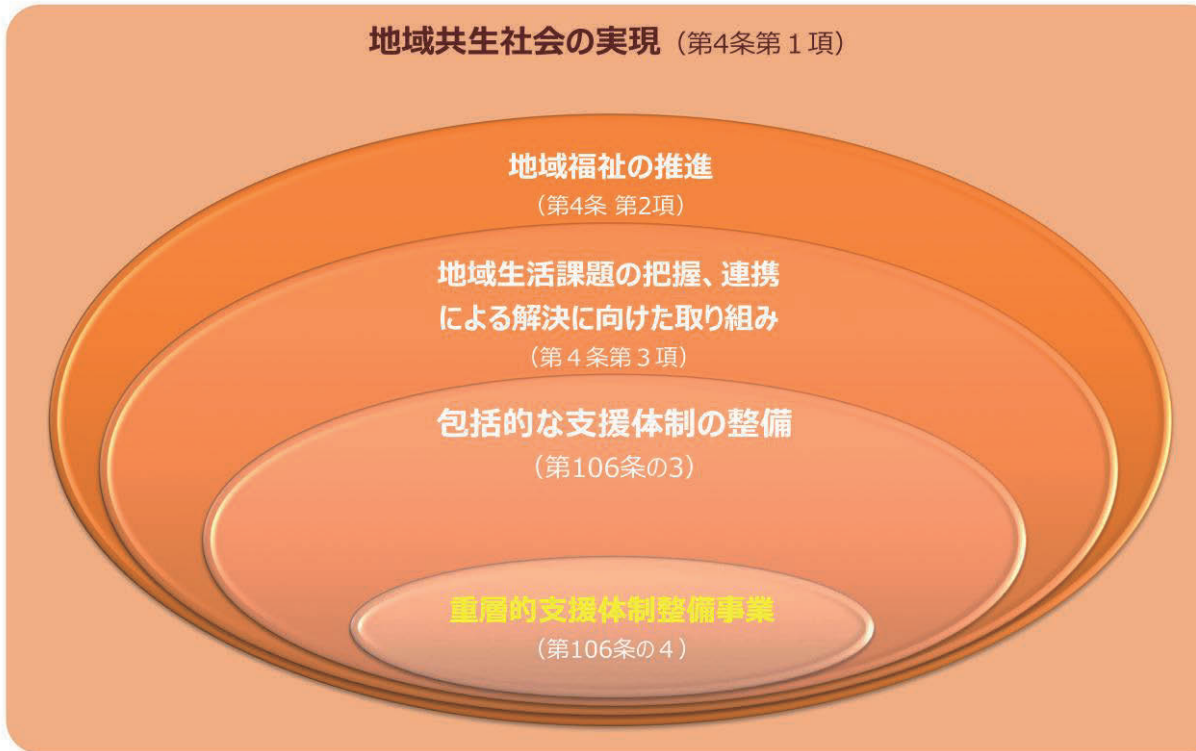 地域共生社会の実現（第4条第１項）
地域福祉の推進
（第4条 第2項）
地域生活課題の把握、連携
による解決に向けた取り組み
（第４条第３項）
包括的な支援体制の整備
（第106条の3）
重層的支援体制整備事業
（第106条の４）